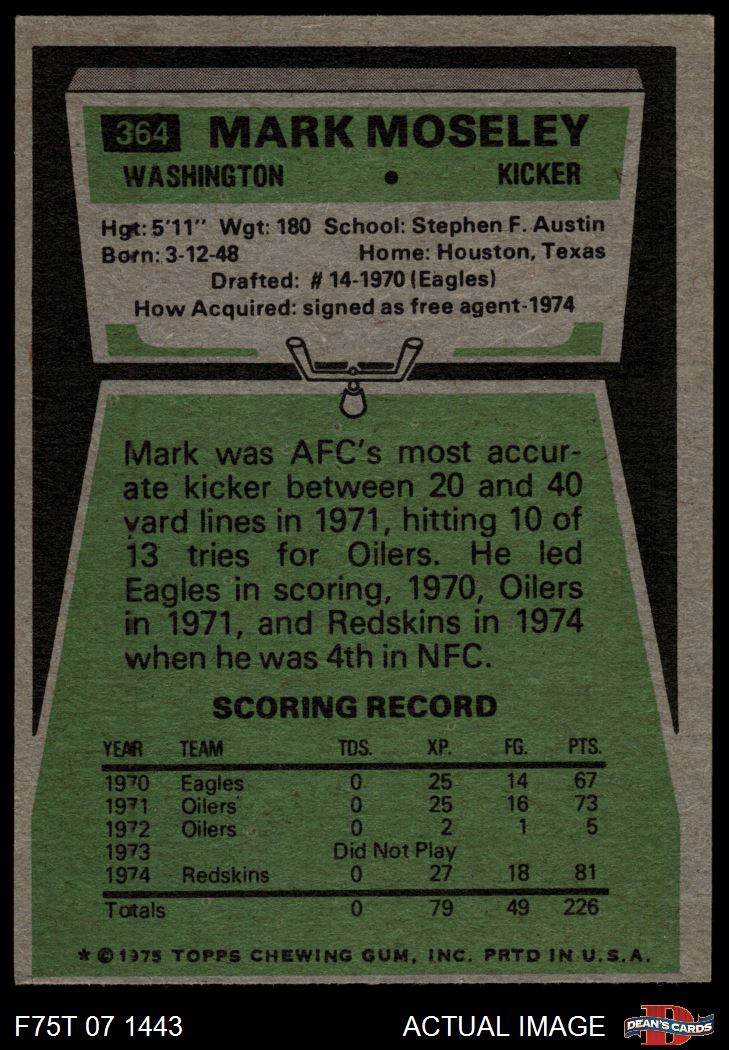 364 MARK MOSELEY
WASHINGTON • KICKER
Hgt: 5'11" Wgt: 180 School: Stephen F. Austin
Born: 3-12-48 Home: Houston, Texas
Drafted: # 14-1970 (Eagles)
How Acquired: signed as free agent-1974
Mark was AFC's most accur-
ate kicker between 20 and 40
yard lines in 1971, hitting 10 of
13 tries for Oilers. He led
Eagles in scoring, 1970, Oilers
in 1971, and Redskins in 1974
when he was 4th in NFC.
SCORING RECORD
YEAR TEAM TDS. XP. FG. PTS.
1970 Eagles 0 25 14 67
1971 Oilers 0 25 16 73
1972 Oilers 0 2 1 5
1973 Did Not Play
1974 Redskins 0 27 18 81
Totals 0 79 49 226
* © 1975 TOPPS CHEWING GUM, INC. PRTD IN U.S.A.
F75T 07 1443 ACTUAL IMAGE D DEAN'S CARDS